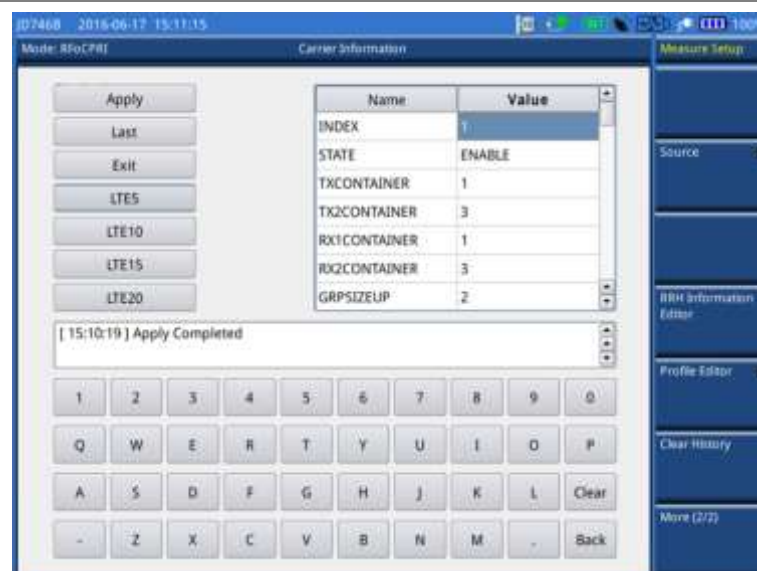 JD746B 2016-06-17 15:11:15 100%
Mode: RFoCPRI Carrier Information Measure Setup
Apply
Last
Exit
LTE5
LTE10
LTE15
LTE20
Name Value
INDEX 1
STATE ENABLE
TXCONTAINER 1
TX2CONTAINER 3
RX1CONTAINER 1
RX2CONTAINER 3
GRPSIZEUP 2
[ 15:10:19 ] Apply Completed
1 2 3 4 5 6 7 8 9 0
Q W E R T Y U I O P
A S D F G H J K L Clear
- Z X C V B N M . Back
Source
RRH Information
Editor
Profile Editor
Clear History
More (2/2)